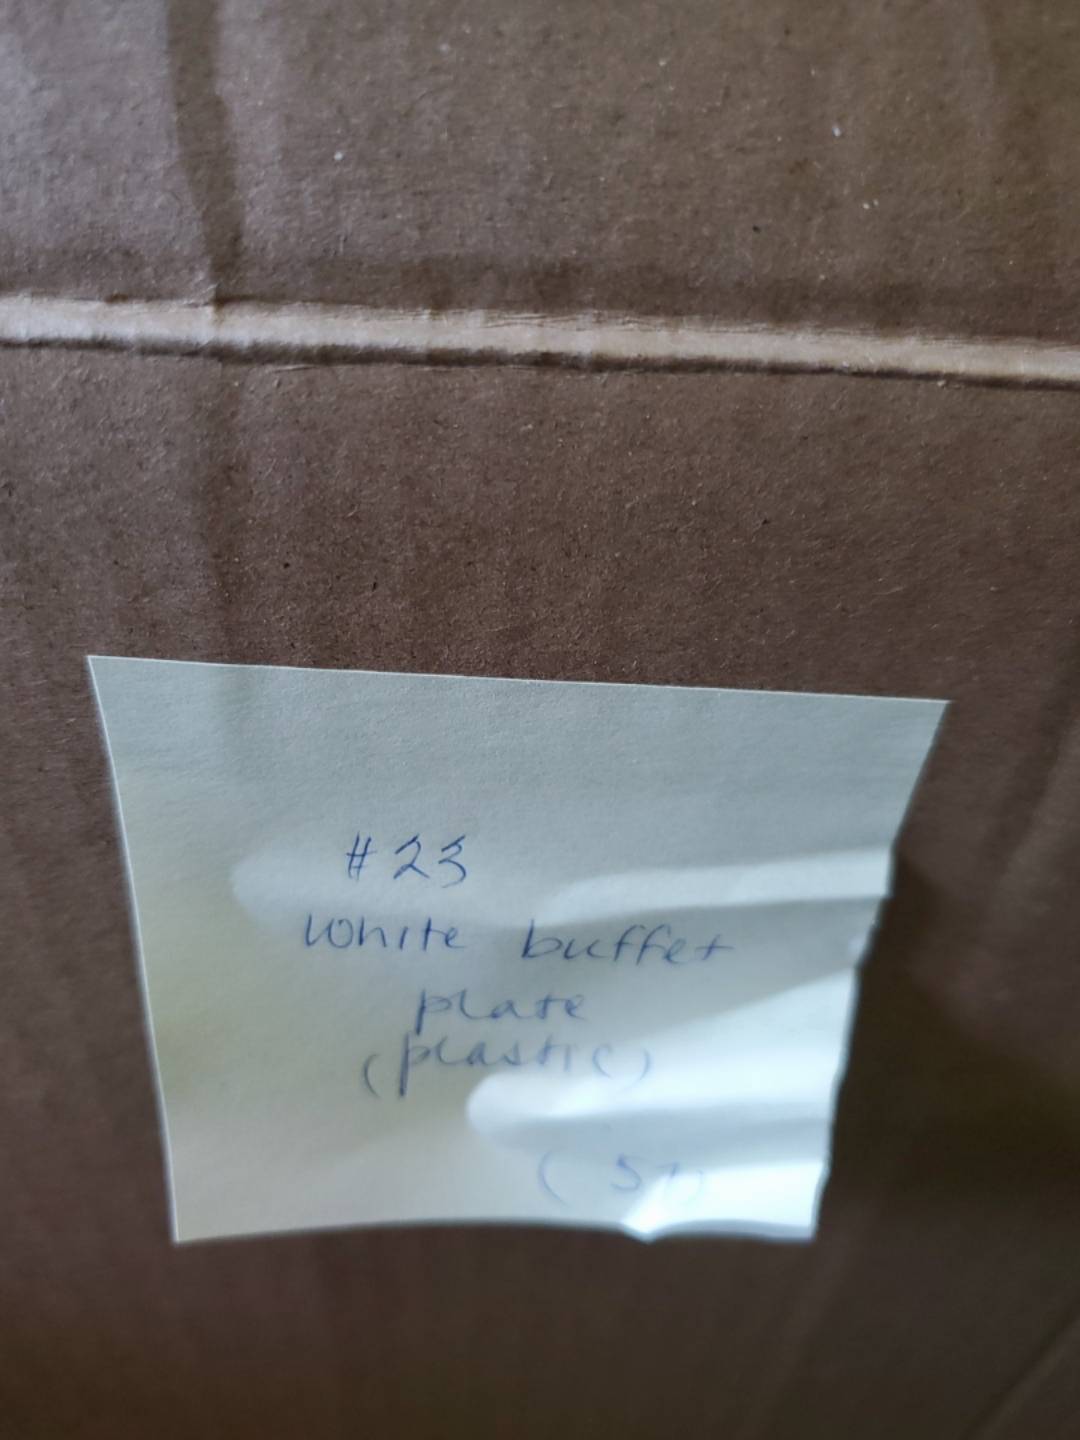 #23
White buffet
plate
(plastic)